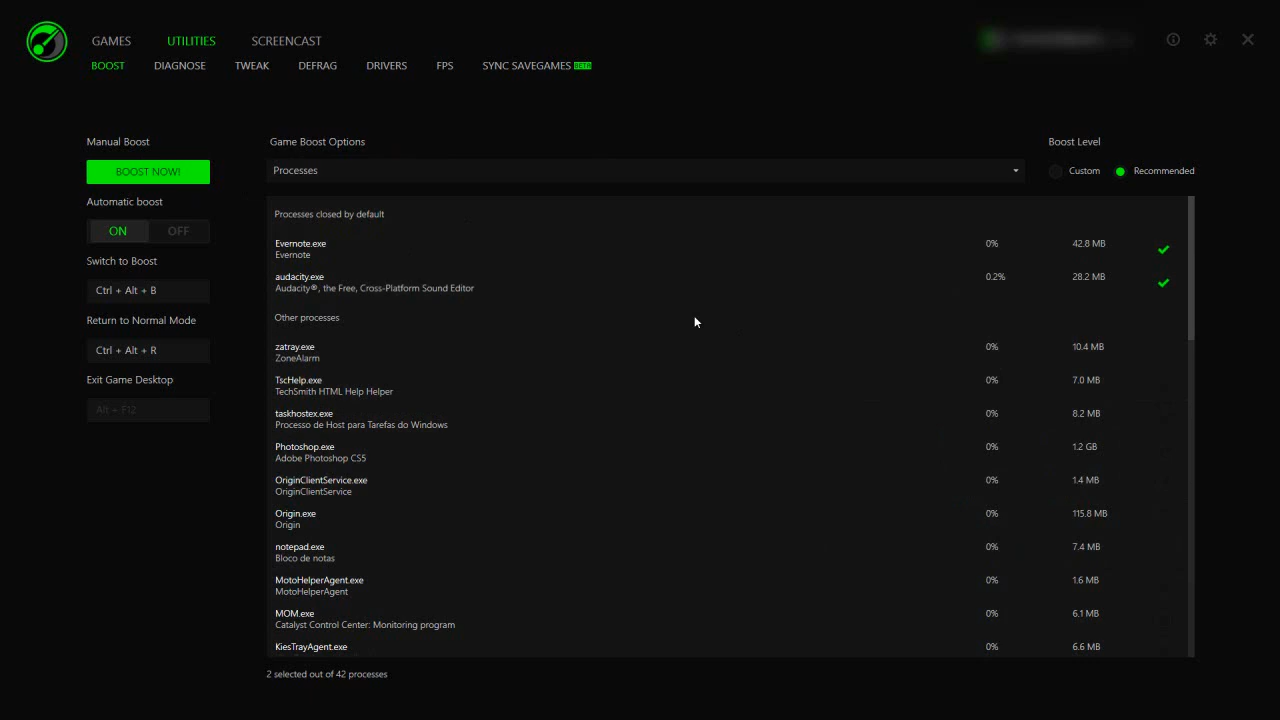 GAMES UTILITIES SCREENCAST
BOOST DIAGNOSE TWEAK DEFRAG DRIVERS FPS SYNC SAVEGAMES BETA
Manual Boost
BOOST NOW!
Automatic boost
ON OFF
Switch to Boost
Ctrl + Alt + B
Return to Normal Mode
Ctrl + Alt + R
Exit Game Desktop
Alt + F12
Game Boost Options
Processes
Boost Level
Custom Recommended
Processes closed by default
Evernote.exe 0% 42.8 MB
Evernote
audacity.exe 0.2% 28.2 MB
Audacity®, the Free, Cross-Platform Sound Editor
Other processes
zatray.exe 0% 10.4 MB
ZoneAlarm
TscHelp.exe 0% 7.0 MB
TechSmith HTML Help Helper
taskhostex.exe 0% 8.2 MB
Processo de Host para Tarefas do Windows
Photoshop.exe 0% 1.2 GB
Adobe Photoshop CS5
OriginClientService.exe 0% 1.4 MB
OriginClientService
Origin.exe 0% 115.8 MB
Origin
notepad.exe 0% 7.4 MB
Bloco de notas
MotoHelperAgent.exe 0% 1.6 MB
MotoHelperAgent
MOM.exe 0% 6.1 MB
Catalyst Control Center: Monitoring program
KiesTrayAgent.exe 0% 6.6 MB
2 selected out of 42 processes